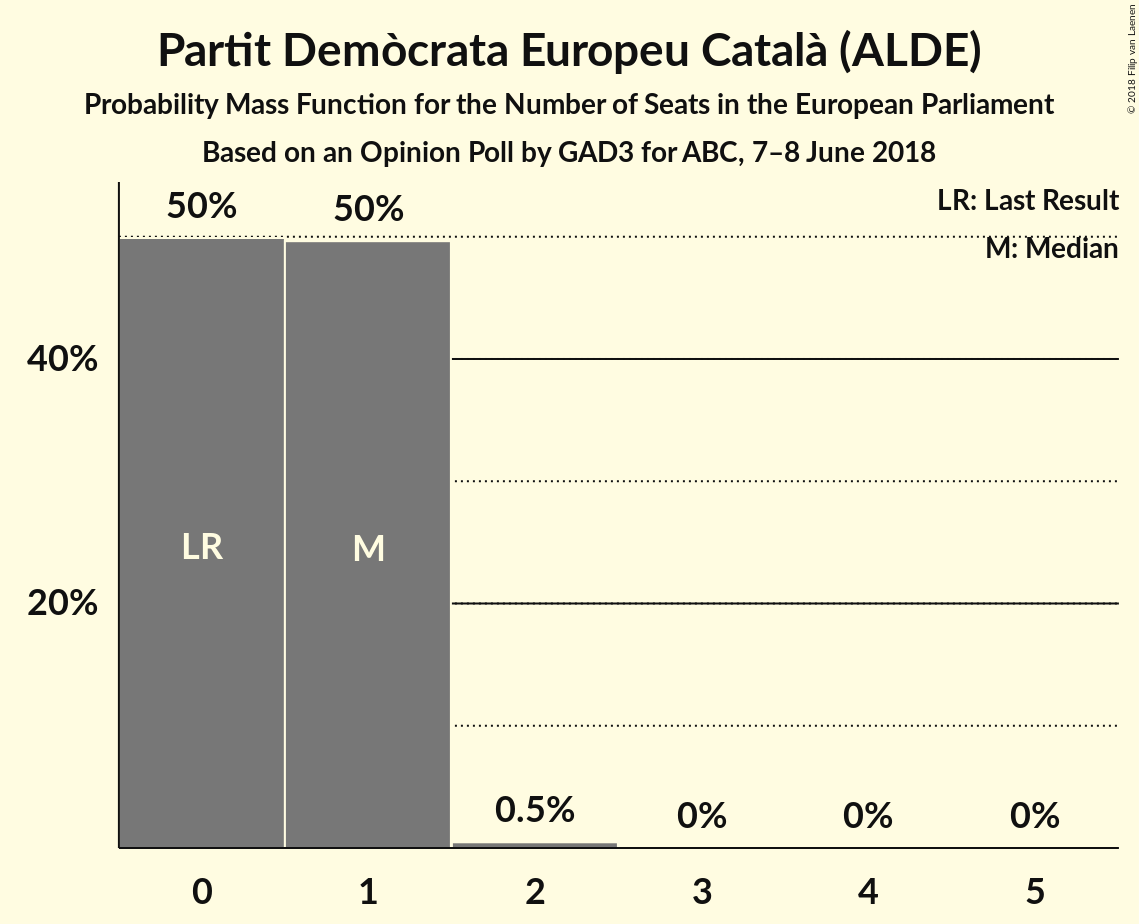 Partit Demòcrata Europeu Català (ALDE)
Probability Mass Function for the Number of Seats in the European Parliament
Based on an Opinion Poll by GAD3 for ABC, 7–8 June 2018
© 2018 Filip van Laenen
LR: Last Result
M: Median
50%
50%
40%
20%
LR
M
0.5%
0%
0%
0%
0
1
2
3
4
5